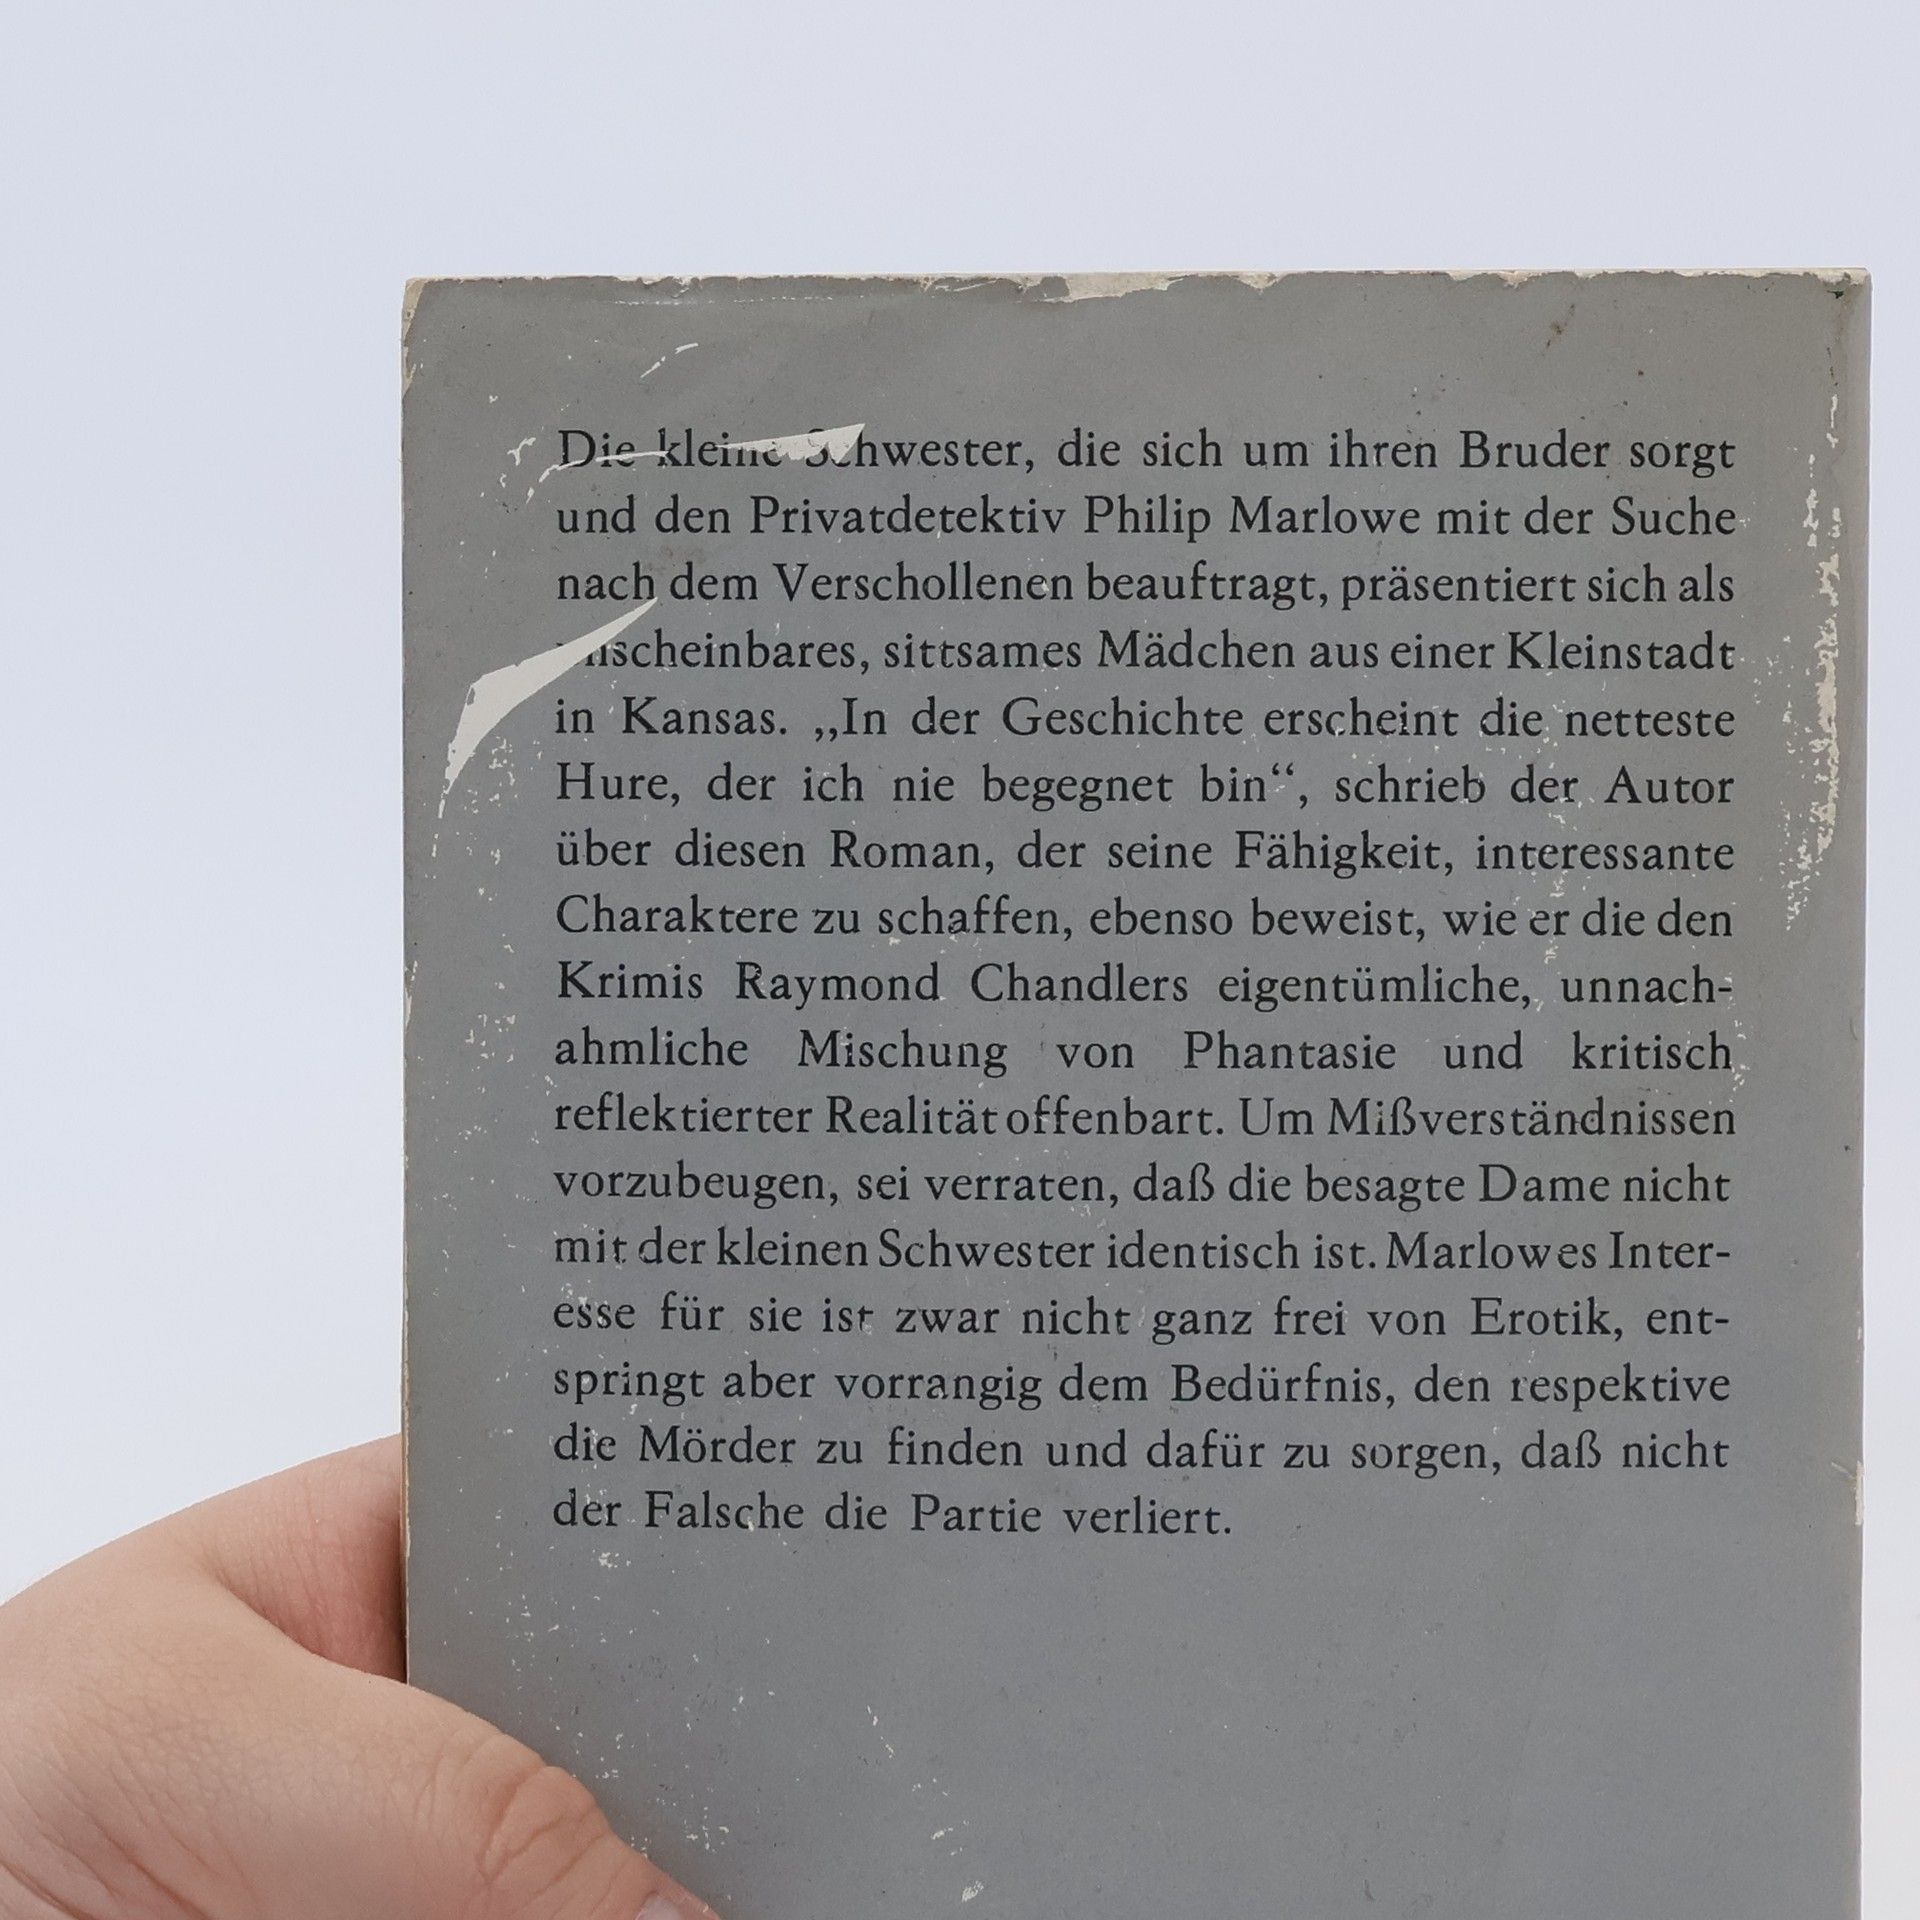 Die kleine Schwester, die sich um ihren Bruder sorgt
und den Privatdetektiv Philip Marlowe mit der Suche
nach dem Verschollenen beauftragt, präsentiert sich als
unscheinbares, sittsames Mädchen aus einer Kleinstadt
in Kansas. „In der Geschichte erscheint die netteste
Hure, der ich nie begegnet bin“, schrieb der Autor
über diesen Roman, der seine Fähigkeit, interessante
Charaktere zu schaffen, ebenso beweist, wie er die den
Krimis Raymond Chandlers eigentümliche, unnach-
ahmliche Mischung von Phantasie und kritisch
reflektierter Realität offenbart. Um Mißverständnissen
vorzubeugen, sei verraten, daß die besagte Dame nicht
mit der kleinen Schwester identisch ist. Marlowes Inter-
esse für sie ist zwar nicht ganz frei von Erotik, ent-
springt aber vorrangig dem Bedürfnis, den respektive
die Mörder zu finden und dafür zu sorgen, daß nicht
der Falsche die Partie verliert.